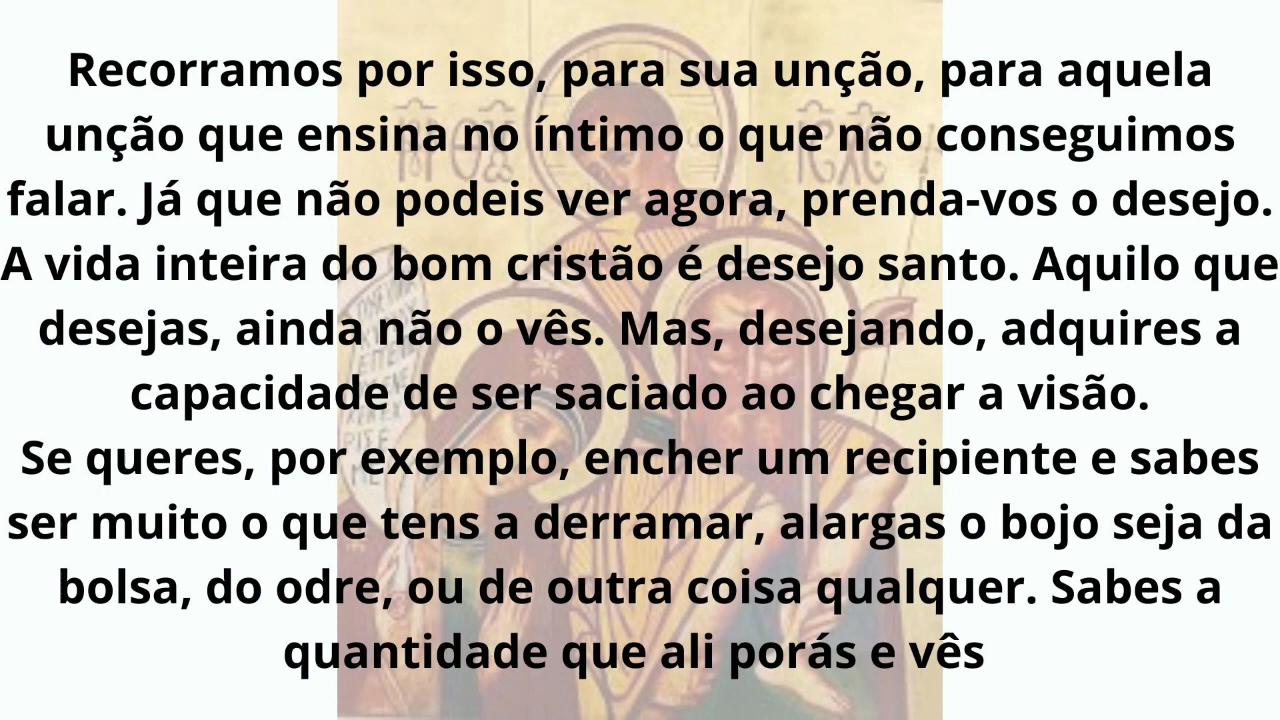 Recorramos por isso, para sua unção, para aquela
unção que ensina no íntimo o que não conseguimos
falar. Já que não podeis ver agora, prenda-vos o desejo.
A vida inteira do bom cristão é desejo santo. Aquilo que
desejas, ainda não o vês. Mas, desejando, adquires a
capacidade de ser saciado ao chegar a visão.
Se queres, por exemplo, encher um recipiente e sabes
ser muito o que tens a derramar, alargas o bojo seja da
bolsa, do odre, ou de outra coisa qualquer. Sabes a
quantidade que ali porás e vês